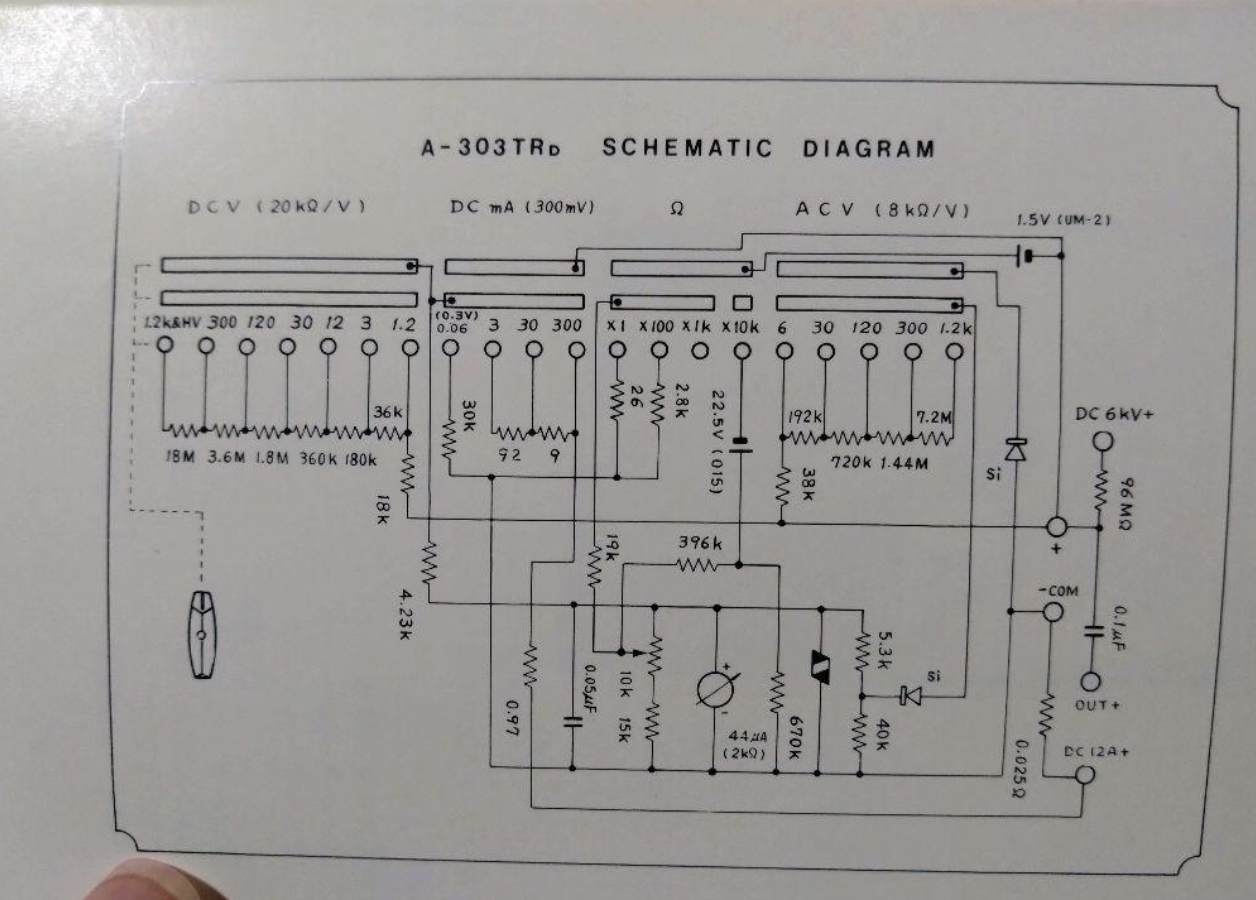 A-303TRD SCHEMATIC DIAGRAM
DCV (20kΩ/V) DC mA (300mV) Ω ACV (8kΩ/V)
1.5V (UM-2)
(0.3V)
1.2k&HV 300 120 30 12 3 1.2 0.06 3 30 300 X1 X100 X1k X10k 6 30 120 300 1.2k
36k 30k 26 2.8k 22.5V (015) 192k 7.2M DC 6kV+
18M 3.6M 1.8M 360k 180k 92 9 720k 1.44M
18k 38k Si 96MΩ
+
19k 396k
4.23k -COM
0.1μF
5.3k
+ Si
0.05μF 10k OUT+
-
0.97 15k 44μA 670k 40k
(2kΩ) DC 12A+
0.025Ω